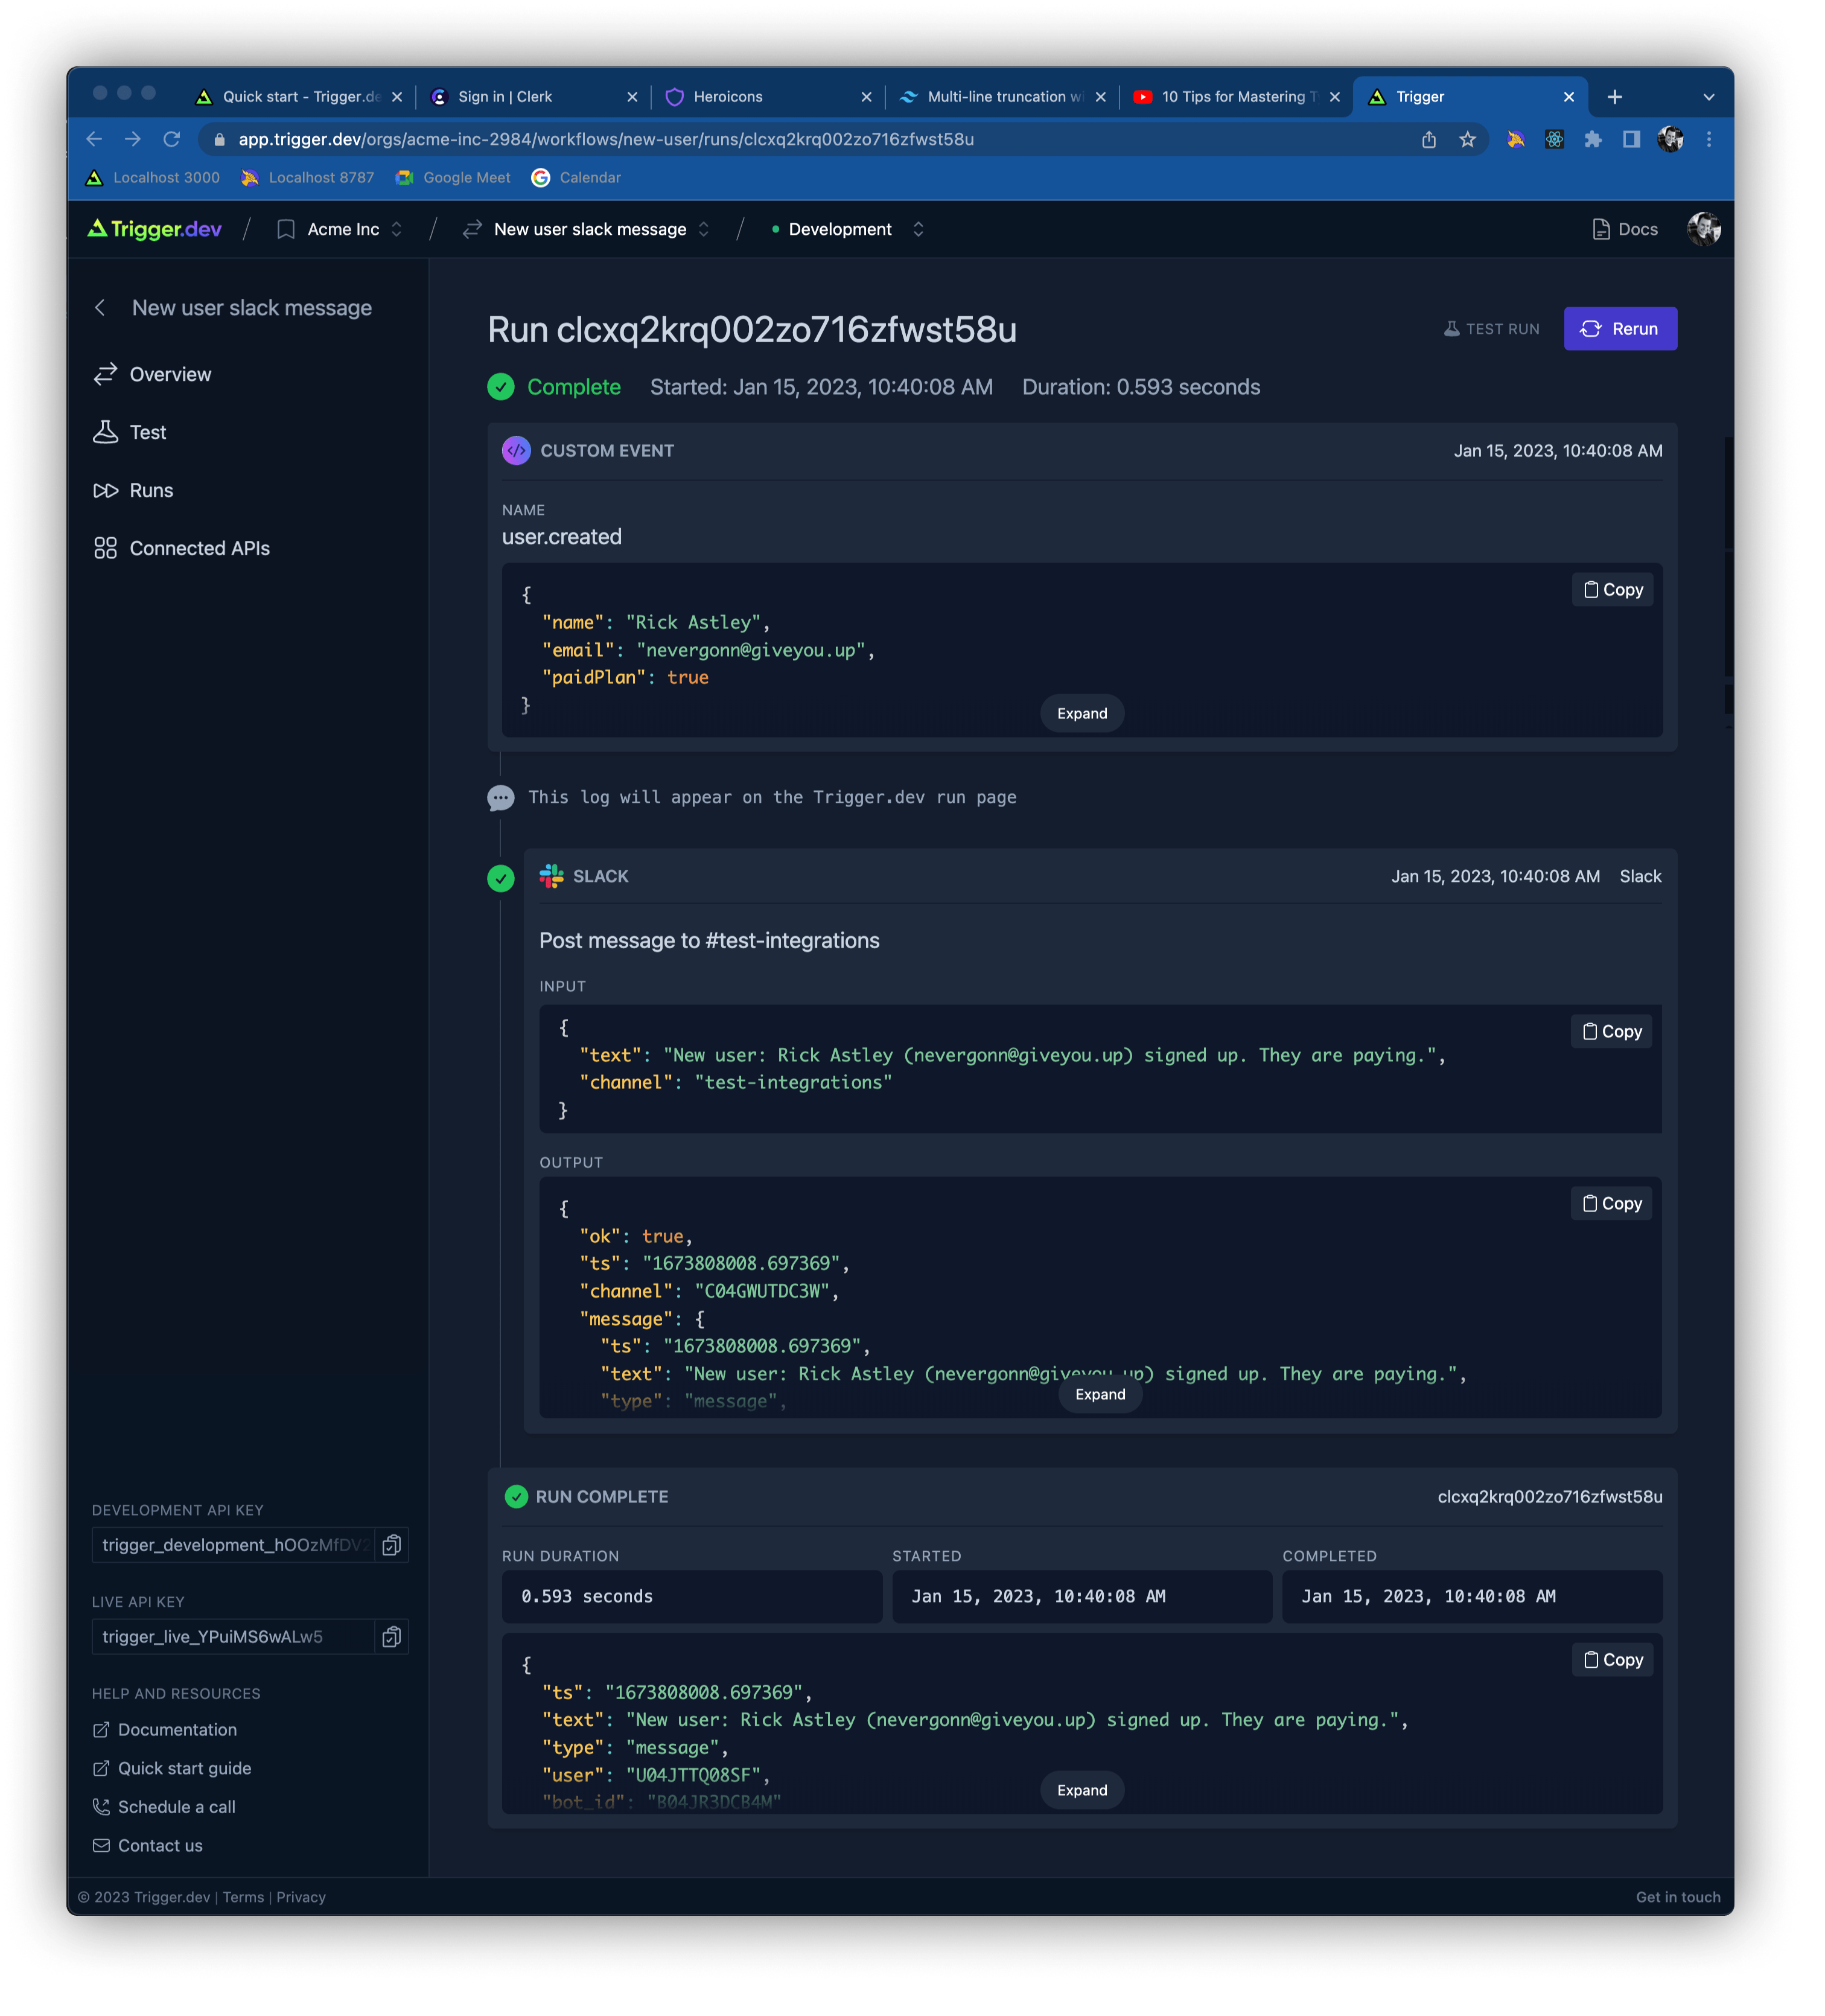 Quick start - Trigger.de
Sign in | Clerk
Heroicons
Multi-line truncation wi
10 Tips for Mastering T
Trigger
app.trigger.dev/orgs/acme-inc-2984/workflows/new-user/runs/clcxq2krq002zo716zfwst58u
Localhost 3000
Localhost 8787
Google Meet
Calendar
Trigger.dev / Acme Inc / New user slack message / Development
Docs
New user slack message
Overview
Test
Runs
Connected APIs
DEVELOPMENT API KEY
trigger_development_hOOzMfDV2
LIVE API KEY
trigger_live_YPuiMS6wALw5
HELP AND RESOURCES
Documentation
Quick start guide
Schedule a call
Contact us
Run clcxq2krq002zo716zfwst58u
TEST RUN
Rerun
Complete Started: Jan 15, 2023, 10:40:08 AM Duration: 0.593 seconds
CUSTOM EVENT
Jan 15, 2023, 10:40:08 AM
NAME
user.created
Copy
{
"name": "Rick Astley",
"email": "nevergonn@giveyou.up",
"paidPlan": true
}
Expand
This log will appear on the Trigger.dev run page
SLACK
Jan 15, 2023, 10:40:08 AM Slack
Post message to #test-integrations
INPUT
Copy
{
"text": "New user: Rick Astley (nevergonn@giveyou.up) signed up. They are paying.",
"channel": "test-integrations"
}
OUTPUT
Copy
{
"ok": true,
"ts": "1673808008.697369",
"channel": "C04GWUTDC3W",
"message": {
"ts": "1673808008.697369",
"text": "New user: Rick Astley (nevergonn@giveyou.up) signed up. They are paying.",
"type": "message",
Expand
RUN COMPLETE
clcxq2krq002zo716zfwst58u
RUN DURATION
0.593 seconds
STARTED
Jan 15, 2023, 10:40:08 AM
COMPLETED
Jan 15, 2023, 10:40:08 AM
Copy
{
"ts": "1673808008.697369",
"text": "New user: Rick Astley (nevergonn@giveyou.up) signed up. They are paying.",
"type": "message",
"user": "U04JTTQ08SF",
"bot_id": "B04JR3DCB4M"
Expand
© 2023 Trigger.dev | Terms | Privacy
Get in touch